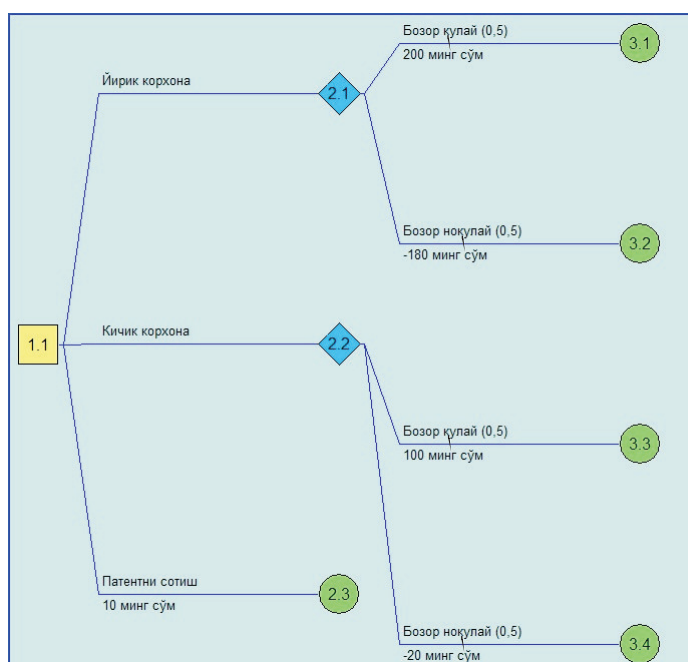 Бозор қулай (0,5)
3.1
200 минг сўм
Йирик корхона
2.1
Бозор ноқулай (0,5)
3.2
-180 минг сўм
Кичик корхона
1.1
2.2
Бозор қулай (0,5)
3.3
100 минг сўм
Патентни сотиш
2.3
10 минг сўм
Бозор ноқулай (0,5)
3.4
-20 минг сўм